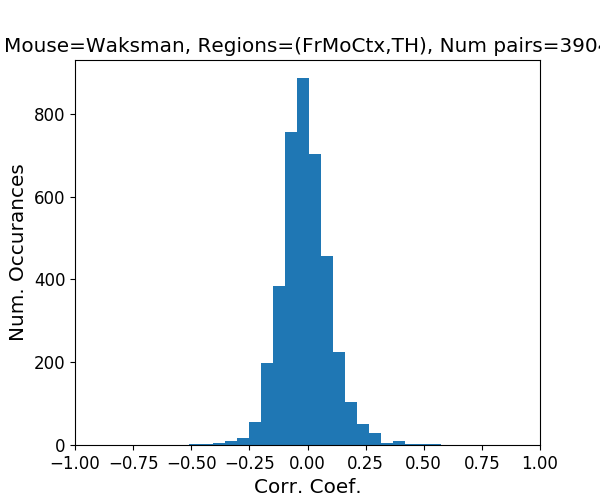 Mouse=Waksman, Regions=(FrMoCtx,TH), Num pairs=390
Num. Occurances
800
600
400
200
0
−1.00 −0.75 −0.50 −0.25 0.00 0.25 0.50 0.75 1.00
Corr. Coef.